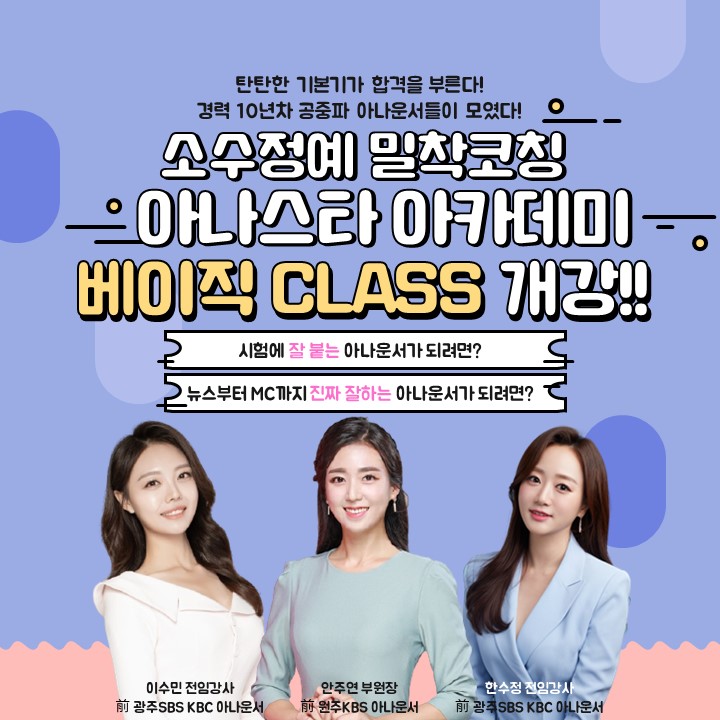 탄탄한 기본기가 합격을 부른다!
경력 10년차 공중파 아나운서들이 모였다!
소수정예 밀착코칭
아나스타 아카데미
베이직 CLASS 개강!!
시험에 잘 붙는 아나운서가 되려면?
뉴스부터 MC까지 진짜 잘하는 아나운서가 되려면?
이수민 전임강사
前 광주SBS KBC 아나운서
안주연 부원장
前 원주KBS 아나운서
한수정 전임강사
前 광주SBS KBC 아나운서